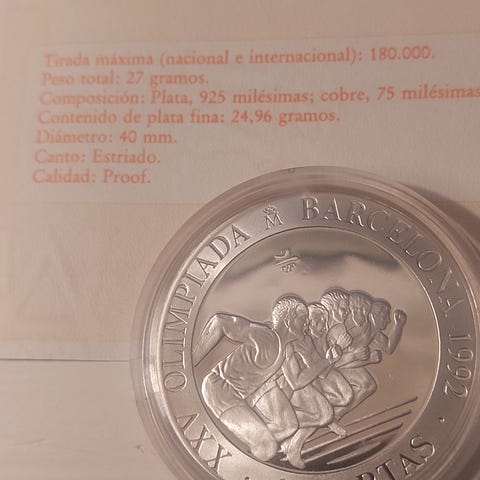 Tirada máxima (nacional e internacional): 180.000.
Peso total: 27 gramos.
Composición: Plata, 925 milésimas; cobre, 75 milésimas
Contenido de plata fina: 24,96 gramos.
Diámetro: 40 mm.
Canto: Estriado.
Calidad: Proof.
XXV OLIMPIADA M BARCELONA 1992